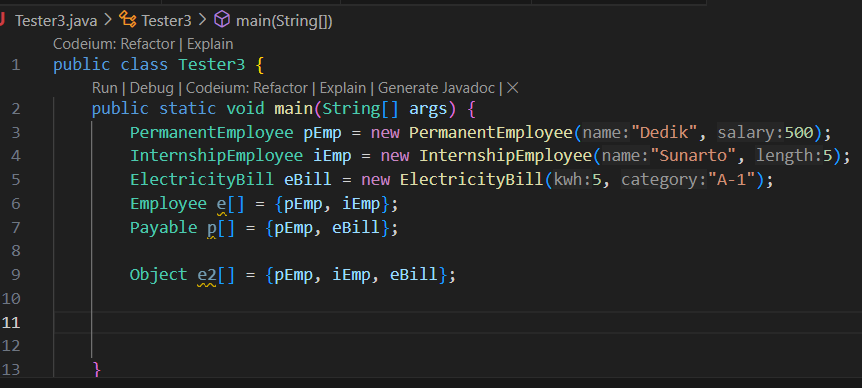 Tester3.java > Tester3 > main(String[])
Codeium: Refactor | Explain
1 public class Tester3 {
Run | Debug | Codeium: Refactor | Explain | Generate Javadoc | ×
2 public static void main(String[] args) {
3 PermanentEmployee pEmp = new PermanentEmployee(name:"Dedik", salary:500);
4 InternshipEmployee iEmp = new InternshipEmployee(name:"Sunarto", length:5);
5 ElectricityBill eBill = new ElectricityBill(kwh:5, category:"A-1");
6 Employee e[] = {pEmp, iEmp};
7 Payable p[] = {pEmp, eBill};
8
9 Object e2[] = {pEmp, iEmp, eBill};
10
11
12
13 }